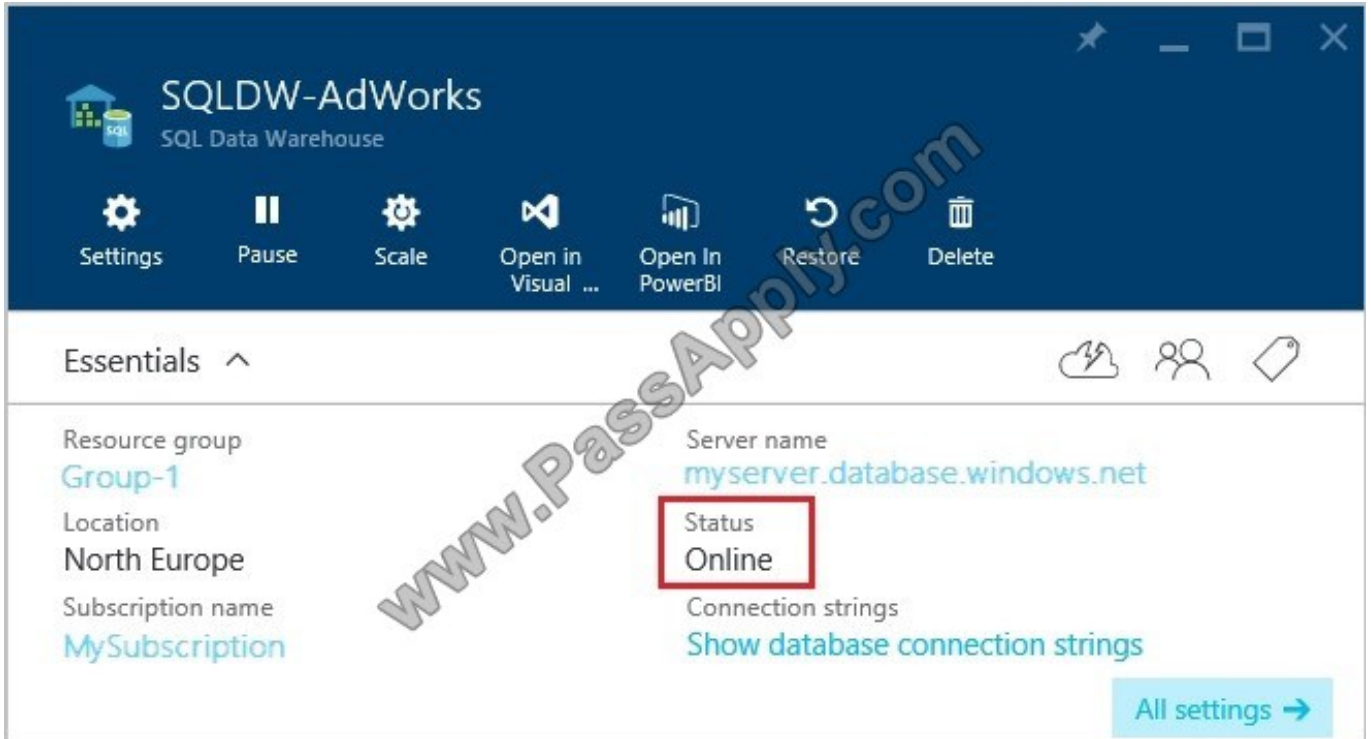 SQLDW-AdWorks
SQL Data Warehouse
SQL
Settings
Pause
Scale
Open in
Visual ...
Open In
PowerBI
Restore
Delete
Essentials
Resource group
Group-1
Server name
myserver.database.windows.net
Location
North Europe
Status
Online
Subscription name
MySubscription
Connection strings
Show database connection strings
All settings
www.PassApply.com